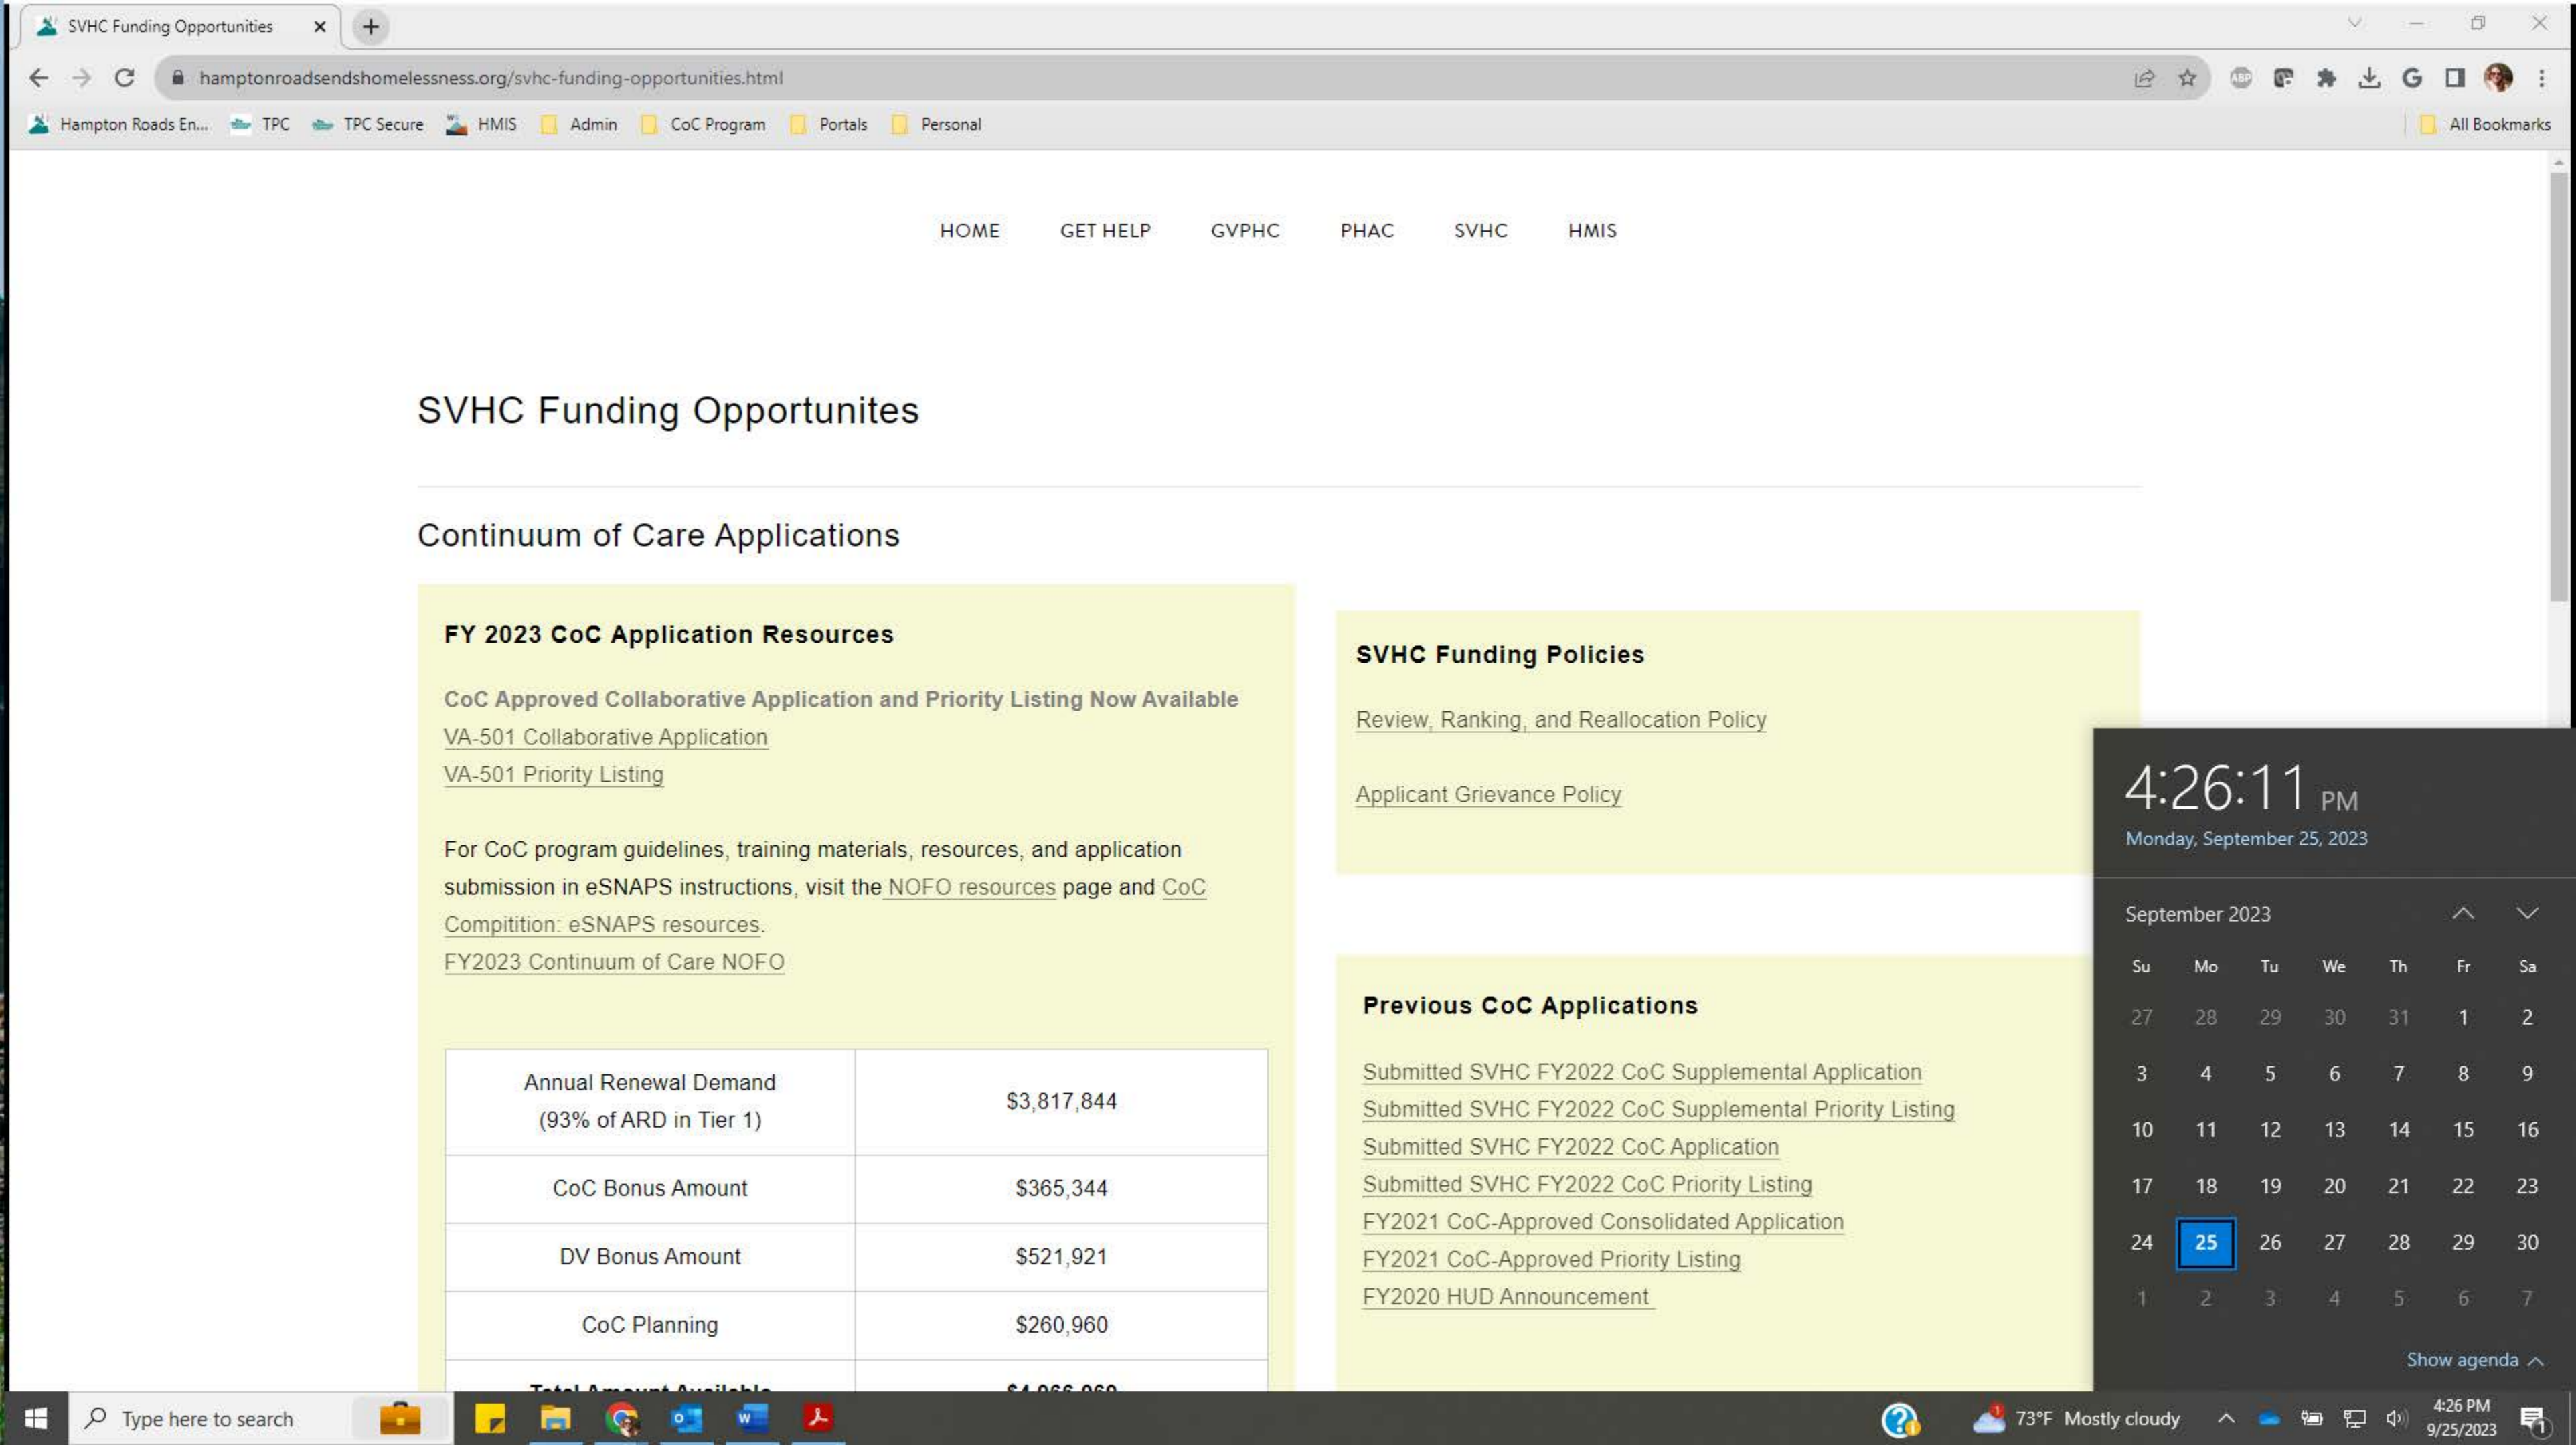 SVHC Funding Opportunities
hamptonroadsendshomelessness.org/svhc-funding-opportunities.html
ABP
G
Hampton Roads En...
TPC
TPC Secure
HMIS
Admin
CoC Program
Portals
Personal
All Bookmarks
HOME GET HELP GVPHC PHAC SVHC HMIS
SVHC Funding Opportunites
Continuum of Care Applications
FY 2023 CoC Application Resources
CoC Approved Collaborative Application and Priority Listing Now Available
VA-501 Collaborative Application
VA-501 Priority Listing
For CoC program guidelines, training materials, resources, and application
submission in eSNAPS instructions, visit the NOFO resources page and CoC
Compitition: eSNAPS resources.
FY2023 Continuum of Care NOFO
Annual Renewal Demand
(93% of ARD in Tier 1)
$3,817,844
CoC Bonus Amount $365,344
DV Bonus Amount $521,921
CoC Planning $260,960
Total Amount Available
SVHC Funding Policies
Review, Ranking, and Reallocation Policy
Applicant Grievance Policy
Previous CoC Applications
Submitted SVHC FY2022 CoC Supplemental Application
Submitted SVHC FY2022 CoC Supplemental Priority Listing
Submitted SVHC FY2022 CoC Application
Submitted SVHC FY2022 CoC Priority Listing
FY2021 CoC-Approved Consolidated Application
FY2021 CoC-Approved Priority Listing
FY2020 HUD Announcement
4:26:11 PM
Monday, September 25, 2023
September 2023
Su Mo Tu We Th Fr Sa
27 28 29 30 31 1 2
3 4 5 6 7 8 9
10 11 12 13 14 15 16
17 18 19 20 21 22 23
24 25 26 27 28 29 30
1 2 3 4 5 6 7
Show agenda
Type here to search
73°F Mostly cloudy
4:26 PM
9/25/2023
1